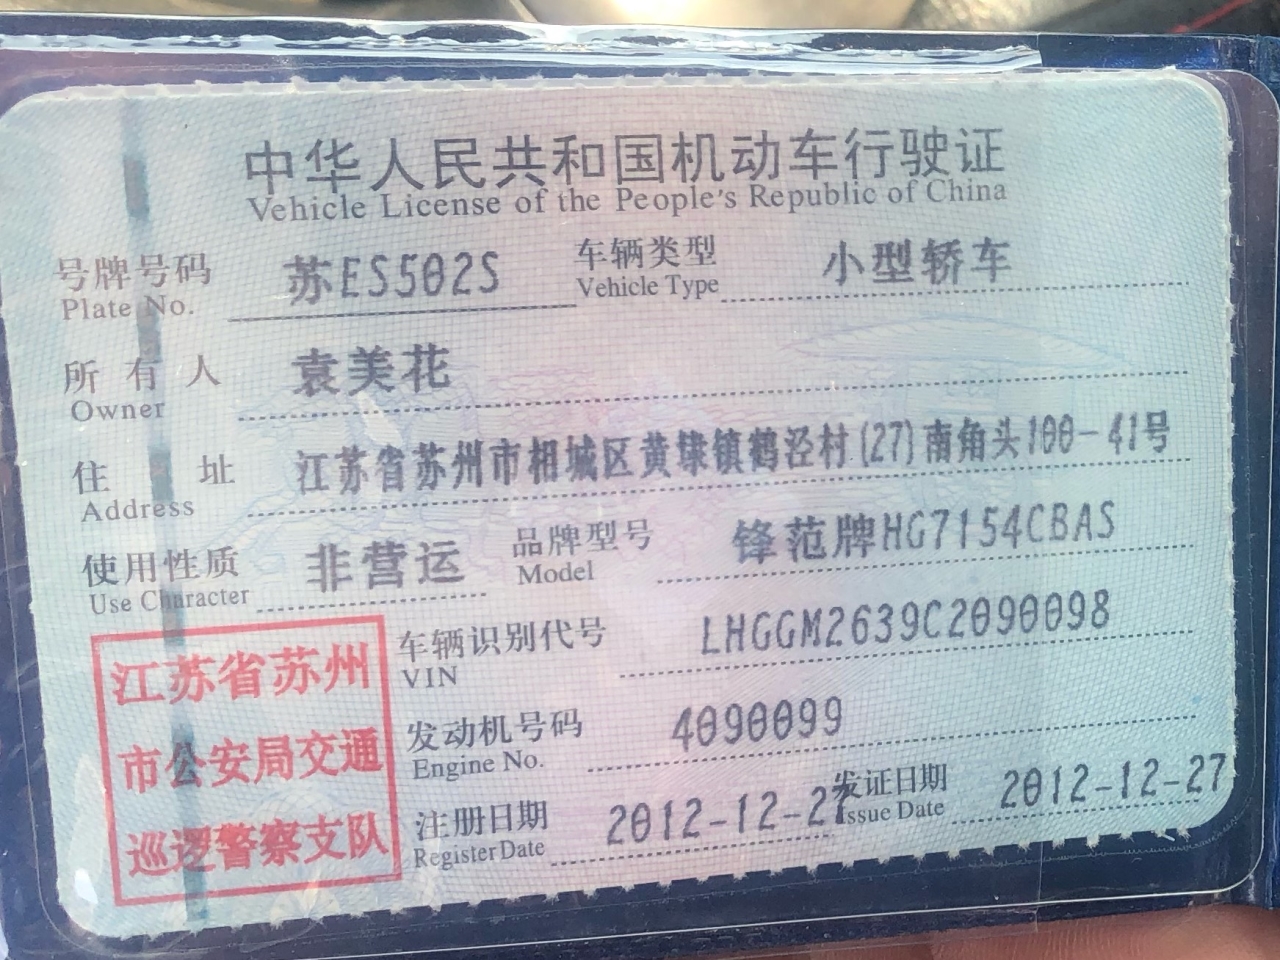 中华人民共和国机动车行驶证
Vehicle License of the People's Republic of China
号牌号码 苏ES502S 车辆类型 小型轿车
Plate No. Vehicle Type
所有人 袁美花
Owner
住址 江苏省苏州市相城区黄埭镇鹤泾村(27)南角头100-41号
Address
使用性质 非营运 品牌型号 锋范牌HG7154CBAS
Use Character Model
江苏省苏州
市公安局交通
巡逻警察支队
车辆识别代号 LHGGM2639C2090098
VIN
发动机号码 4090099
Engine No.
注册日期 2012-12-27 发证日期 2012-12-27
Register Date Issue Date